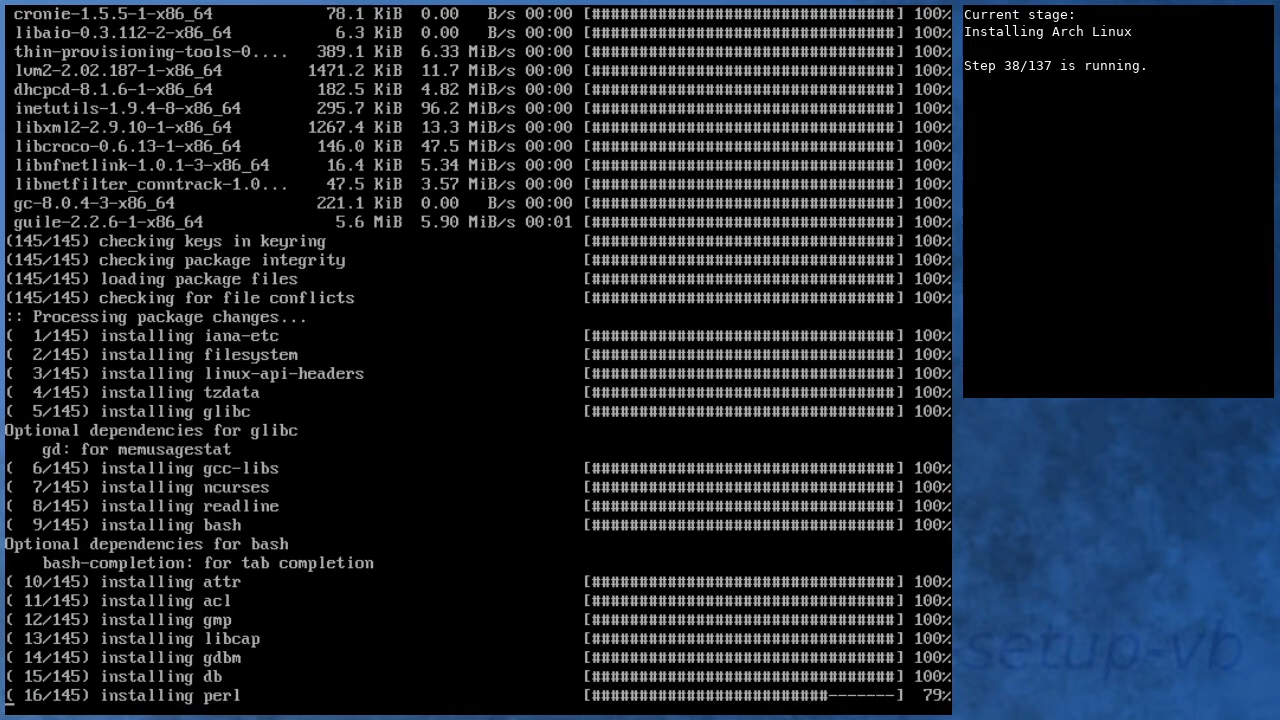 cronie-1.5.5-1-x86_64 78.1 KiB 0.00 B/s 00:00 [################################] 100%
libaio-0.3.112-2-x86_64 6.3 KiB 0.00 B/s 00:00 [################################] 100%
thin-provisioning-tools-0.... 389.1 KiB 6.33 MiB/s 00:00 [################################] 100%
lvm2-2.02.187-1-x86_64 1471.2 KiB 11.7 MiB/s 00:00 [################################] 100%
dhcpcd-8.1.6-1-x86_64 182.5 KiB 4.82 MiB/s 00:00 [################################] 100%
inetutils-1.9.4-8-x86_64 295.7 KiB 96.2 MiB/s 00:00 [################################] 100%
libxml2-2.9.10-1-x86_64 1267.4 KiB 13.3 MiB/s 00:00 [################################] 100%
libcroco-0.6.13-1-x86_64 146.0 KiB 47.5 MiB/s 00:00 [################################] 100%
libnfnetlink-1.0.1-3-x86_64 16.4 KiB 5.34 MiB/s 00:00 [################################] 100%
libnetfilter_conntrack-1.0... 47.5 KiB 3.57 MiB/s 00:00 [################################] 100%
gc-8.0.4-3-x86_64 221.1 KiB 0.00 B/s 00:00 [################################] 100%
guile-2.2.6-1-x86_64 5.6 MiB 5.90 MiB/s 00:01 [################################] 100%
(145/145) checking keys in keyring [################################] 100%
(145/145) checking package integrity [################################] 100%
(145/145) loading package files [################################] 100%
(145/145) checking for file conflicts [################################] 100%
:: Processing package changes...
(  1/145) installing iana-etc [################################] 100%
(  2/145) installing filesystem [################################] 100%
(  3/145) installing linux-api-headers [################################] 100%
(  4/145) installing tzdata [################################] 100%
(  5/145) installing glibc [################################] 100%
Optional dependencies for glibc
gd: for memusagestat
(  6/145) installing gcc-libs [################################] 100%
(  7/145) installing ncurses [################################] 100%
(  8/145) installing readline [################################] 100%
(  9/145) installing bash [################################] 100%
Optional dependencies for bash
bash-completion: for tab completion
( 10/145) installing attr [################################] 100%
( 11/145) installing acl [################################] 100%
( 12/145) installing gmp [################################] 100%
( 13/145) installing libcap [################################] 100%
( 14/145) installing gdbm [################################] 100%
( 15/145) installing db [################################] 100%
( 16/145) installing perl [#########################-------] 79%
Current stage:
Installing Arch Linux
Step 38/137 is running.
setup-vb